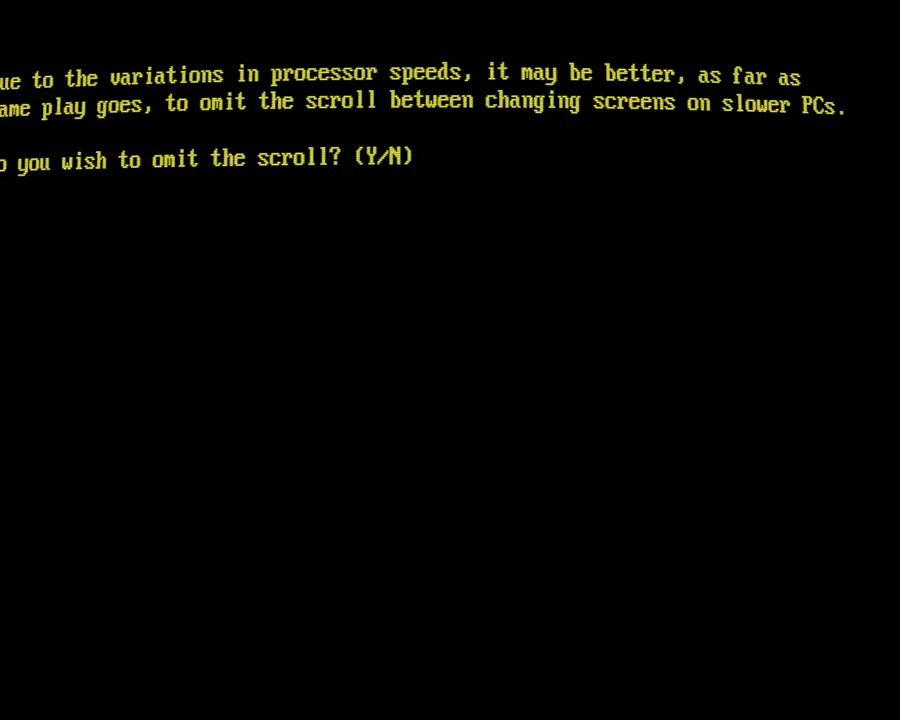 ue to the variations in processor speeds, it may be better, as far as
ame play goes, to omit the scroll between changing screens on slower PCs.
o you wish to omit the scroll? (Y/N)